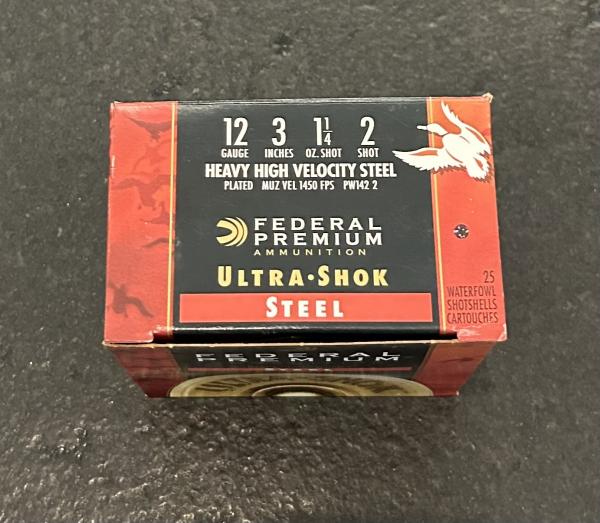 12 3 1 1/4 2
GAUGE INCHES OZ. SHOT SHOT
HEAVY HIGH VELOCITY STEEL
PLATED MUZ VEL 1450 FPS PW142 2
FEDERAL
PREMIUM
AMMUNITION
ULTRA•SHOK
STEEL
25
WATERFOWL
SHOTSHELLS
CARTOUCHES
FEDERAL
PREMIUM